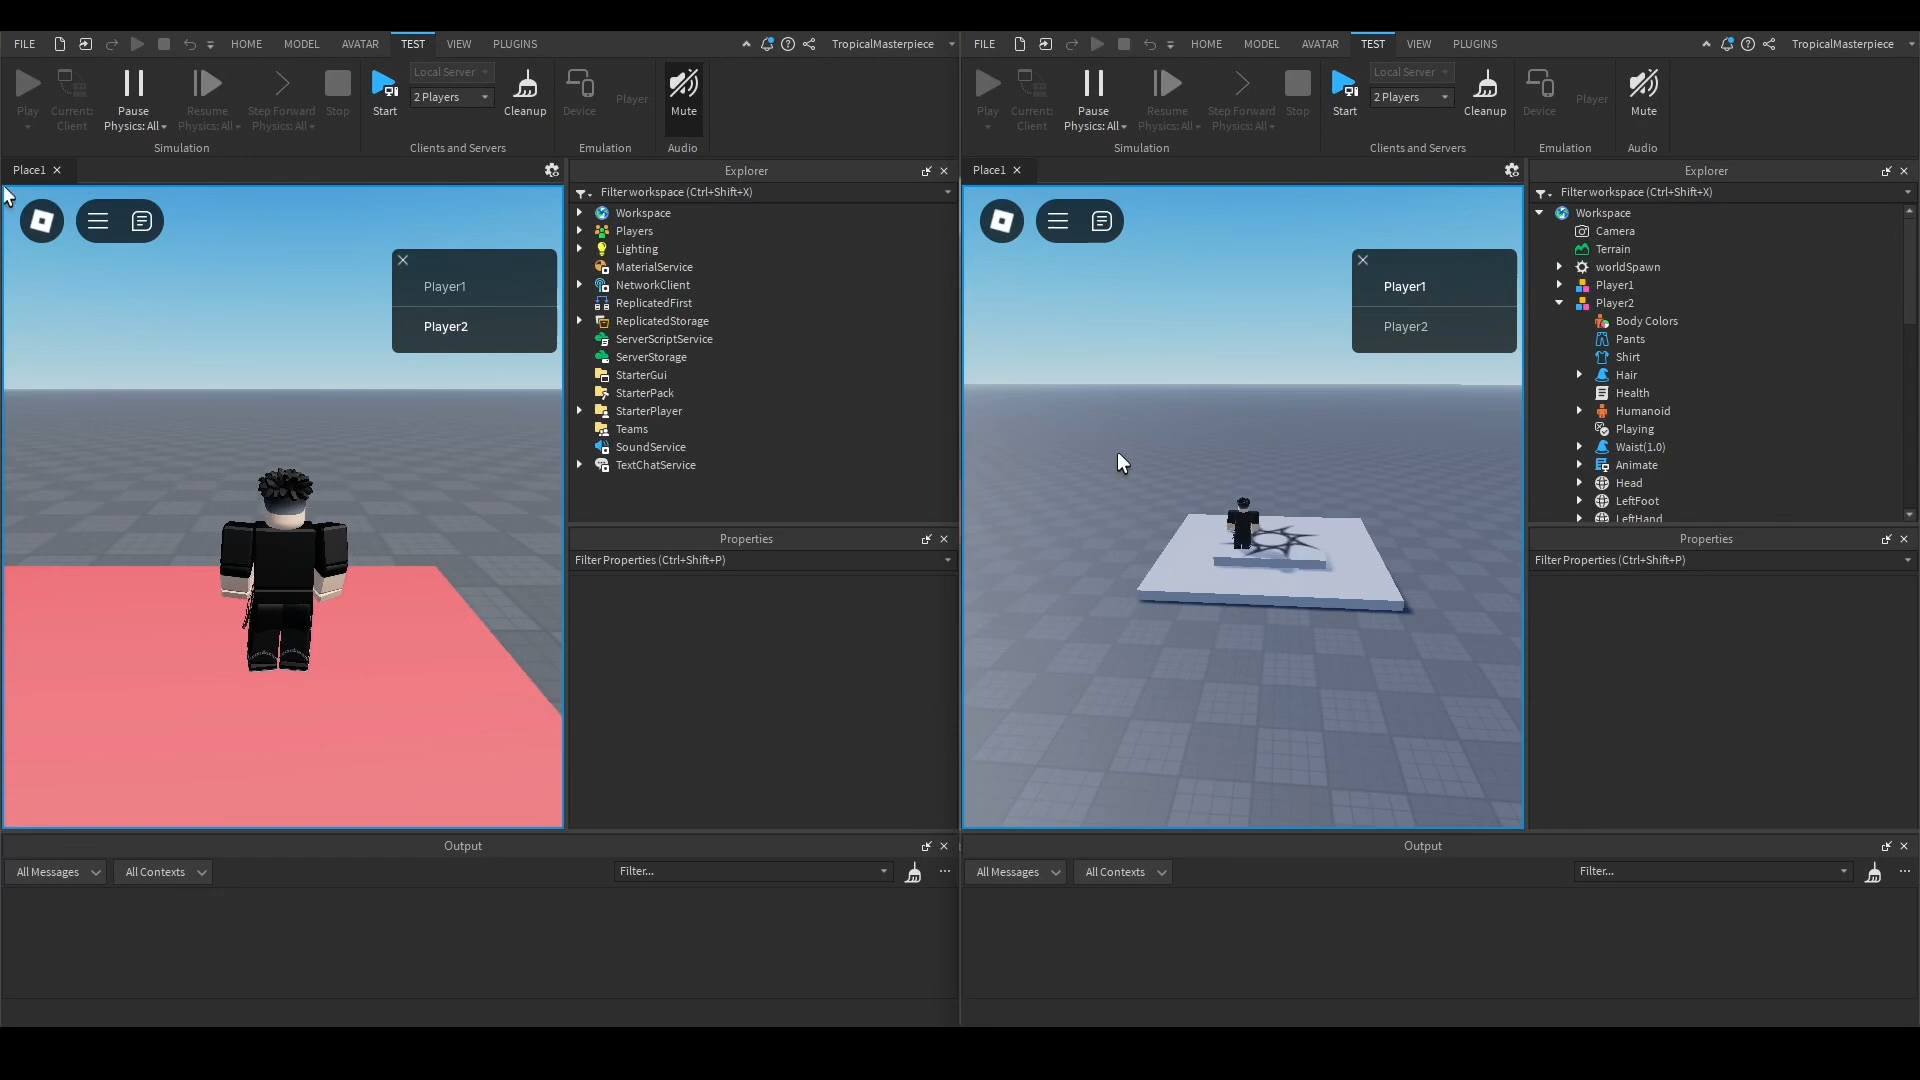 FILE
HOME
MODEL
AVATAR
TEST
VIEW
PLUGINS
TropicalMasterpiece
Play
Current:
Client
Pause
Physics: All
Resume
Physics: All
Step Forward
Physics: All
Stop
Simulation
Start
Local Server
2 Players
Cleanup
Clients and Servers
Device
Player
Emulation
Mute
Audio
Place1
Player1
Player2
Explorer
Filter workspace (Ctrl+Shift+X)
Workspace
Players
Lighting
MaterialService
NetworkClient
ReplicatedFirst
ReplicatedStorage
ServerScriptService
ServerStorage
StarterGui
StarterPack
StarterPlayer
Teams
SoundService
TextChatService
Properties
Filter Properties (Ctrl+Shift+P)
Output
All Messages
All Contexts
Filter...
FILE
HOME
MODEL
AVATAR
TEST
VIEW
PLUGINS
TropicalMasterpiece
Play
Current:
Client
Pause
Physics: All
Resume
Physics: All
Step Forward
Physics: All
Stop
Simulation
Start
Local Server
2 Players
Cleanup
Clients and Servers
Device
Player
Emulation
Mute
Audio
Place1
Player1
Player2
Explorer
Filter workspace (Ctrl+Shift+X)
Workspace
Camera
Terrain
worldSpawn
Player1
Player2
Body Colors
Pants
Shirt
Hair
Health
Humanoid
Playing
Waist(1.0)
Animate
Head
LeftFoot
LeftHand
Properties
Filter Properties (Ctrl+Shift+P)
Output
All Messages
All Contexts
Filter...